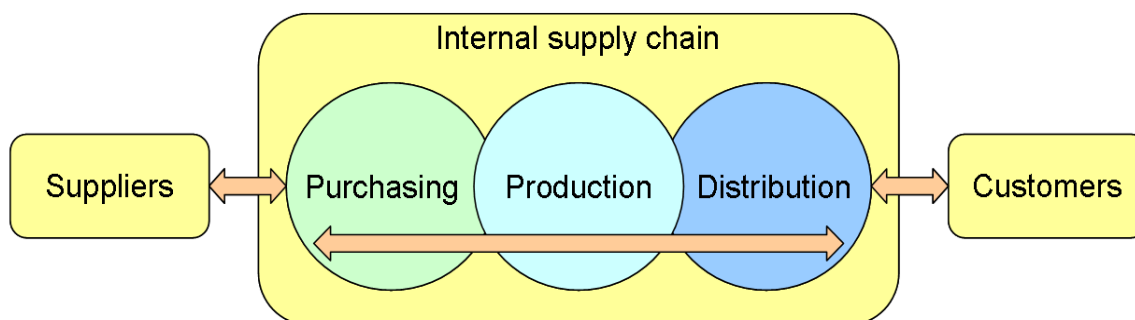 Internal supply chain
Suppliers
Purchasing
Production
Distribution
Customers